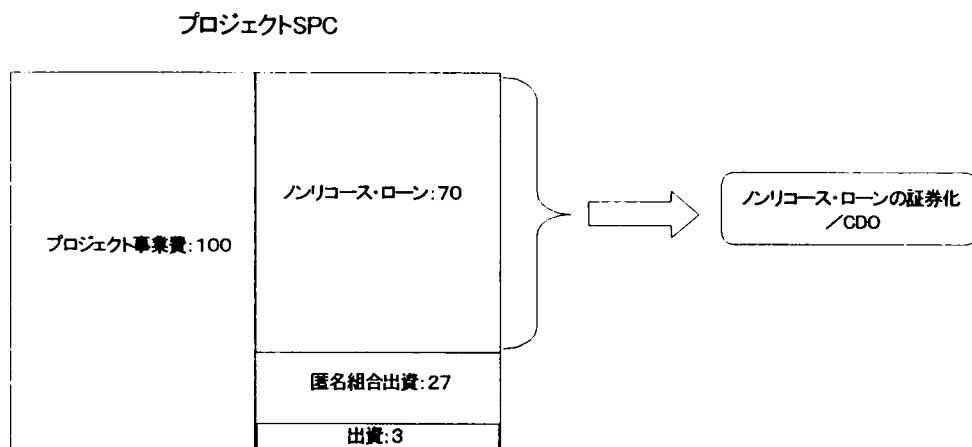 プロジェクトSPC
プロジェクト事業費:100
ノンリコース・ローン:70
匿名組合出資:27
出資:3
ノンリコース・ローンの証券化
/CDO